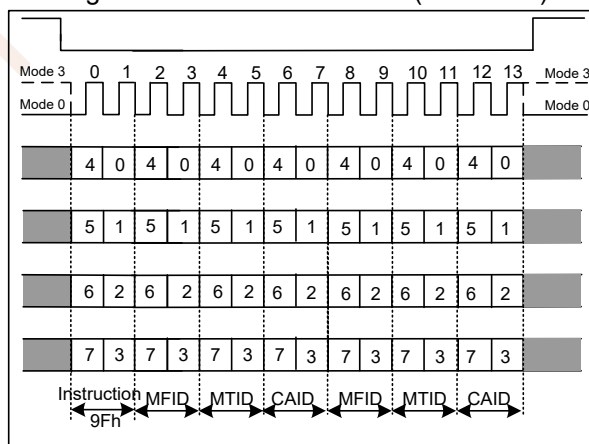 Mode 3 0 1 2 3 4 5 6 7 8 9 10 11 12 13 Mode 3
Mode 0 Mode 0
4 0 4 0 4 0 4 0 4 0 4 0 4 0
5 1 5 1 5 1 5 1 5 1 5 1 5 1
6 2 6 2 6 2 6 2 6 2 6 2 6 2
7 3 7 3 7 3 7 3 7 3 7 3 7 3
Instruction MFID MTID CAID MFID MTID CAID
9Fh